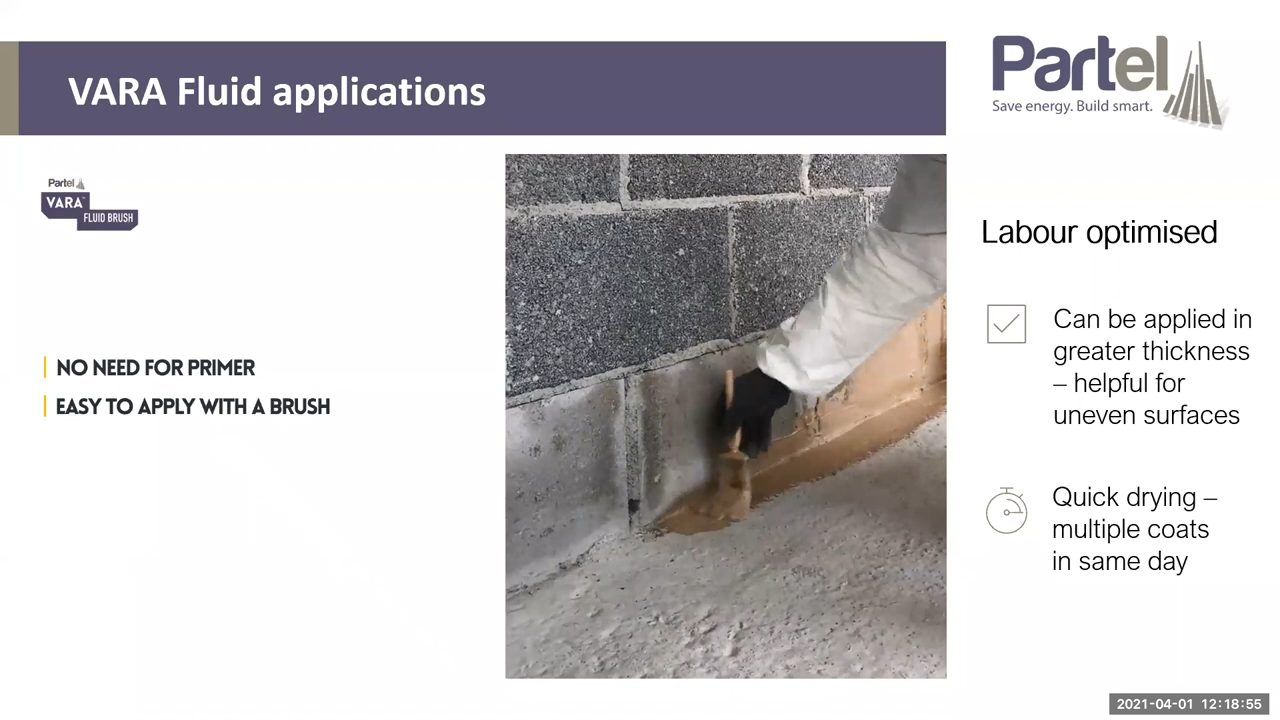 VARA Fluid applications
Partel
Save energy. Build smart.
Partel
VARA
FLUID BRUSH
NO NEED FOR PRIMER
EASY TO APPLY WITH A BRUSH
Labour optimised
Can be applied in
greater thickness
– helpful for
uneven surfaces
Quick drying –
multiple coats
in same day
2021-04-01 12:18:55